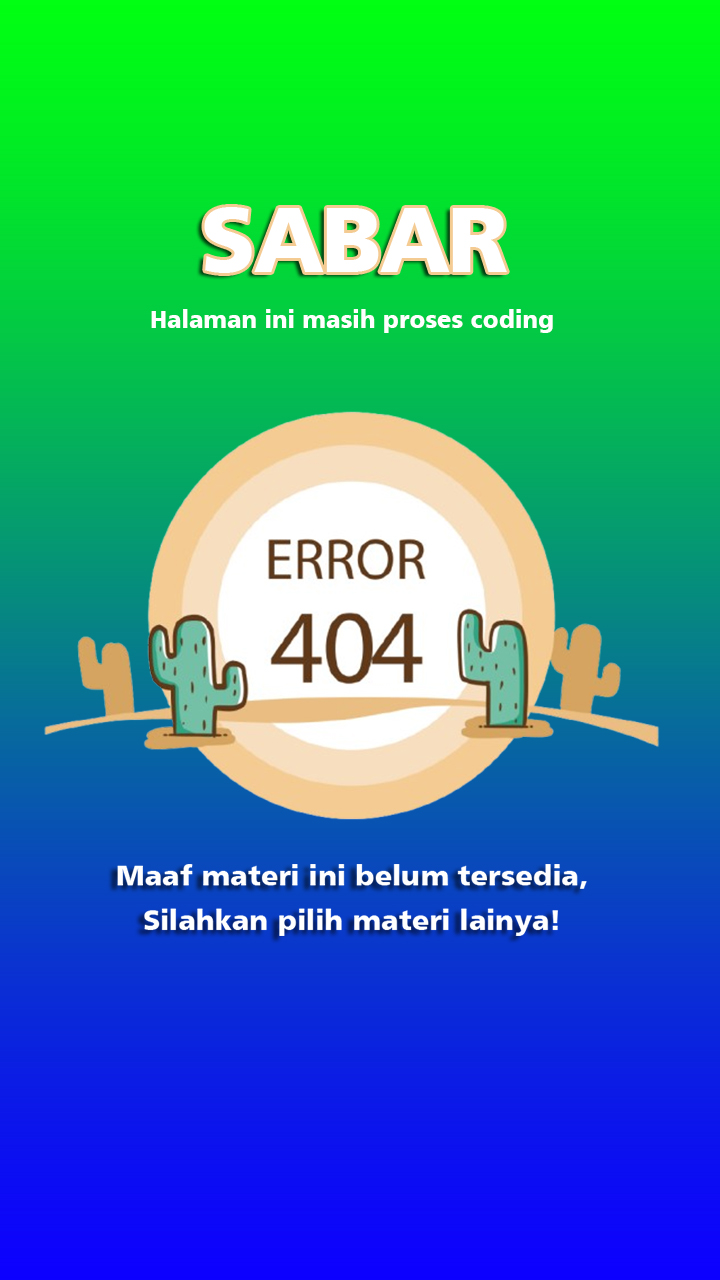 SABAR
Halaman ini masih proses coding
ERROR
404
Maaf materi ini belum tersedia,
Silahkan pilih materi lainya!